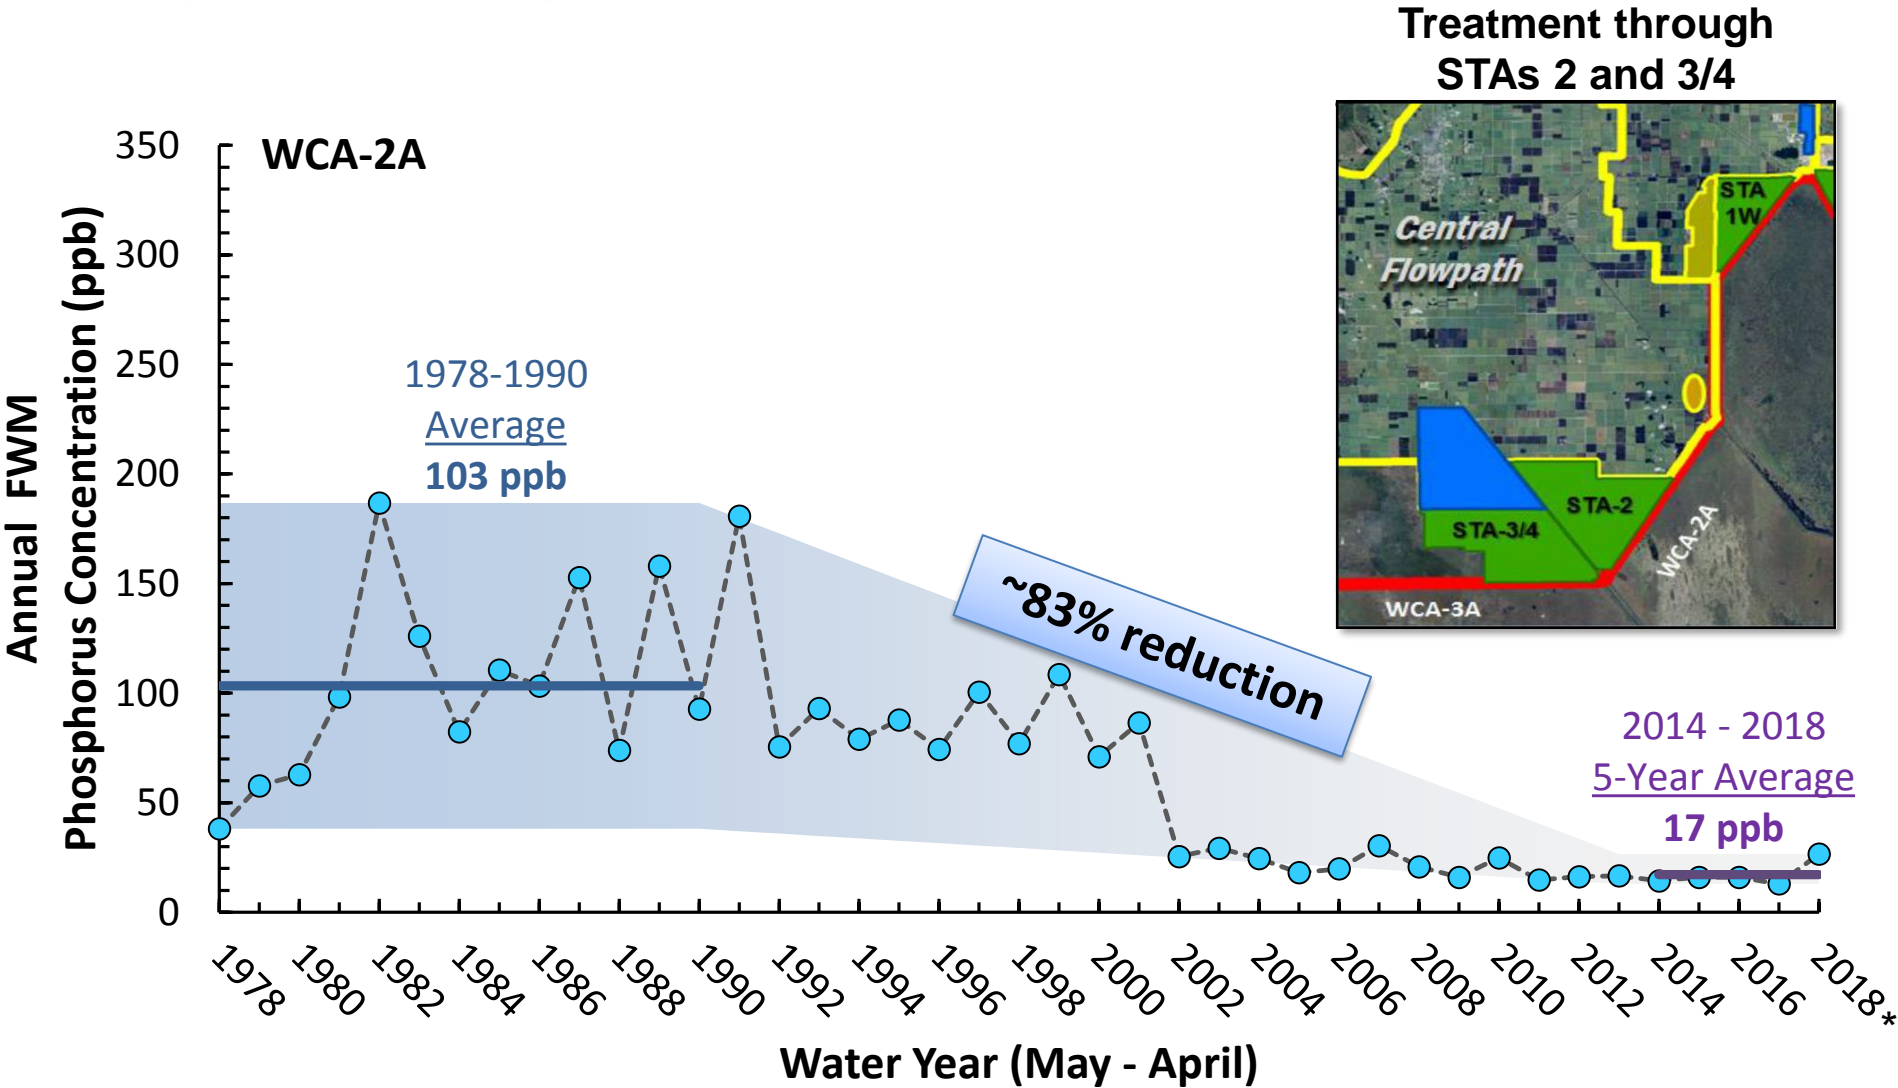 Treatment through
STAs 2 and 3/4
WCA-2A
Annual FWM
Phosphorus Concentration (ppb)
350
300
250
200
150
100
50
0
1978-1990
Average
103 ppb
~83% reduction
2014 - 2018
5-Year Average
17 ppb
Central
Flowpath
STA
1W
STA-2
STA-3/4
WCA-2A
WCA-3A
1978
1980
1982
1984
1986
1988
1990
1992
1994
1996
1998
2000
2002
2004
2006
2008
2010
2012
2014
2016
2018*
Water Year (May - April)